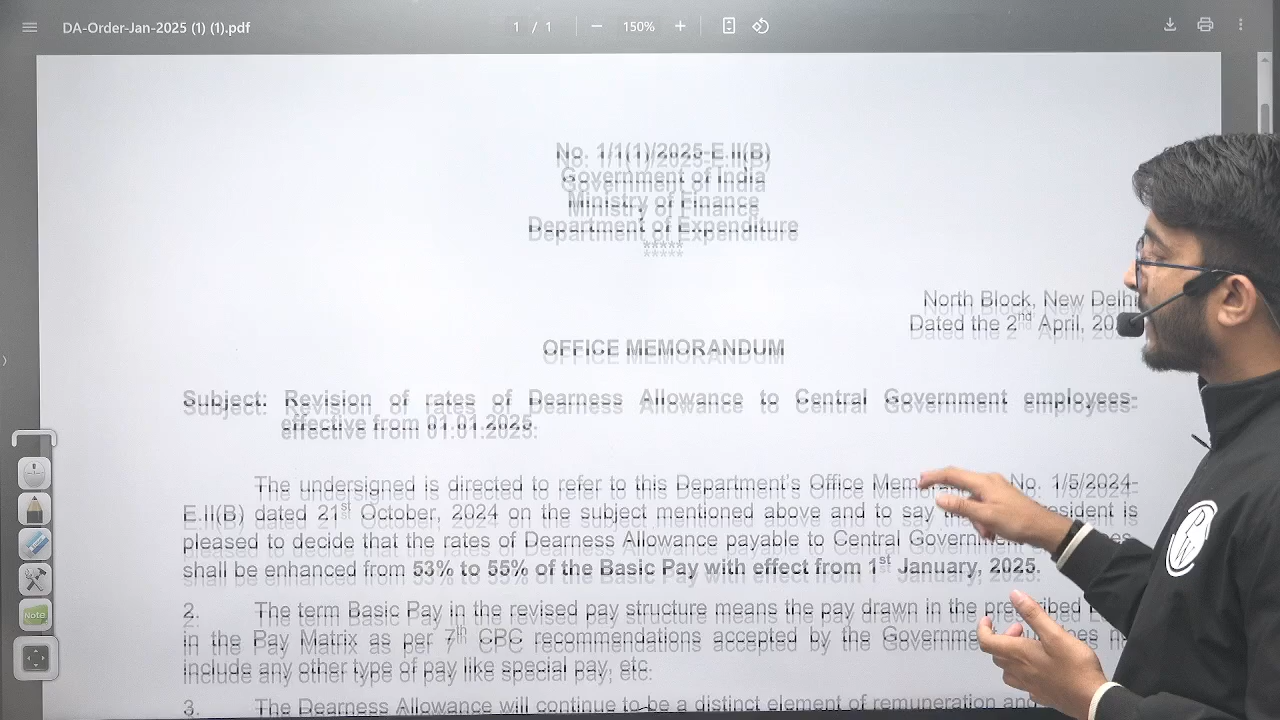 DA-Order-Jan-2025 (1) (1).pdf
1 / 1
150%
No. 1/1(1)/2025-E.II(B)
Government of India
Ministry of Finance
Department of Expenditure
*****
North Block, New Delhi
Dated the 2nd April,
OFFICE MEMORANDUM
Subject: Revision of rates of Dearness Allowance to Central Government employees-
effective from 01.01.2025.
The undersigned is directed to refer to this Department's Office No. 1/5/2024-
E.II(B) dated 21st October, 2024 on the subject mentioned above and to say is
pleased to decide that the rates of Dearness Allowance payable to Central
shall be enhanced from 53% to 55% of the Basic Pay with effect from 1st January, 2025.
2. The term Basic Pay in the revised pay structure means the pay drawn in the prescribed
in the Pay Matrix as per 7th CPC recommendations accepted by the
include any other type of pay like special pay, etc.
3. The Dearness Allowance will continue to be a distinct element of remuneration and
Note